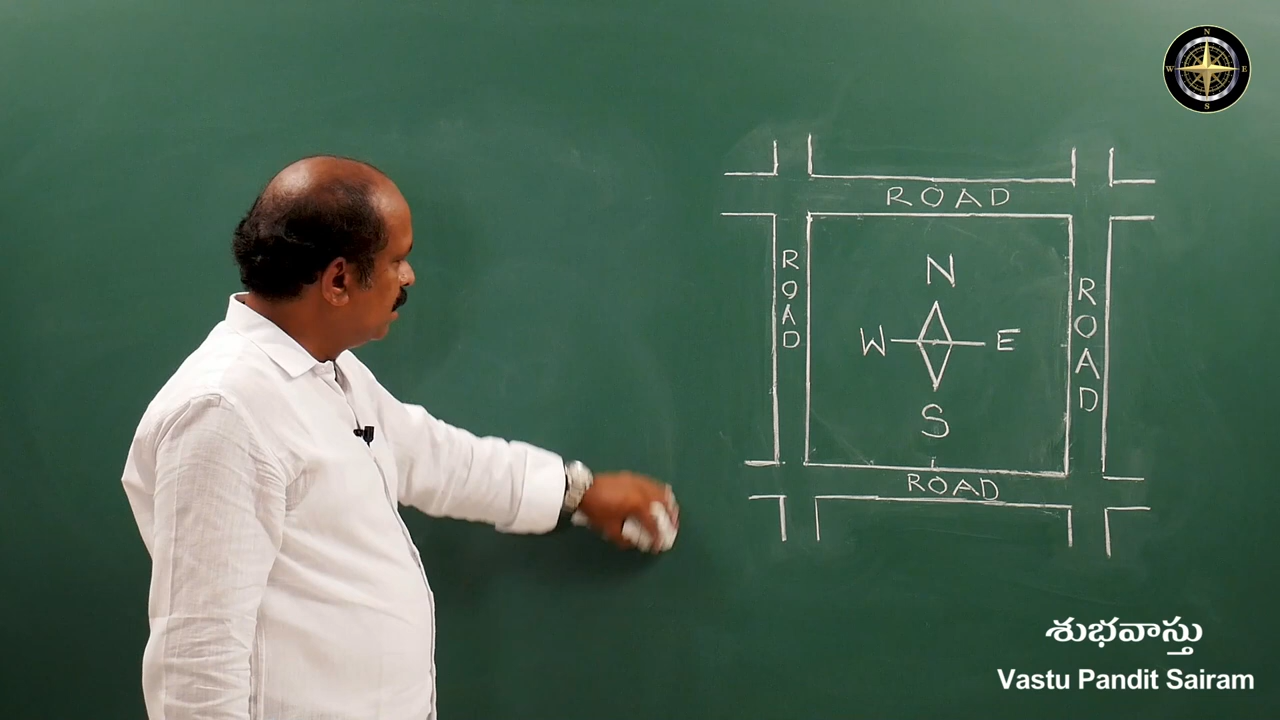 N
W E
S
ROAD
ROAD
ROAD
N
W E
S
ROAD
శుభవాస్తు
Vastu Pandit Sairam